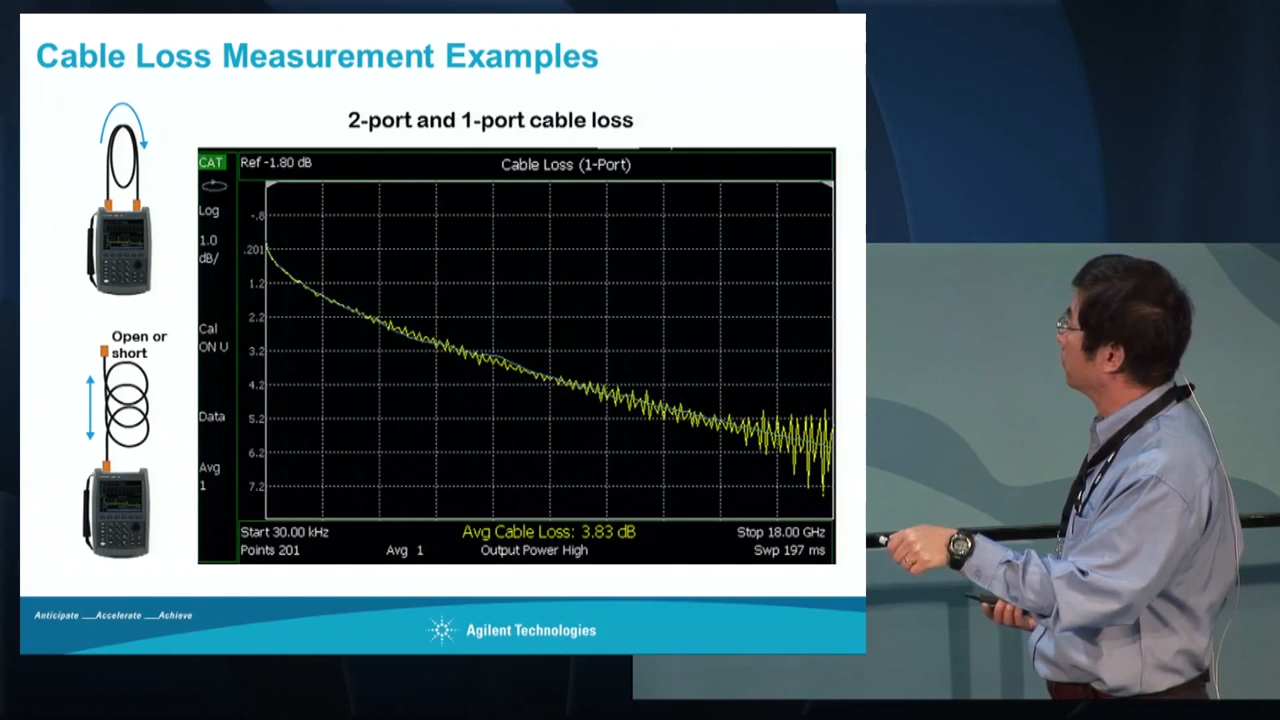 Cable Loss Measurement Examples
2-port and 1-port cable loss
Open or
short
CAT
Ref -1.80 dB
Cable Loss (1-Port)
Log
1.0
dB/
Cal
ON U
Data
Avg
1
-.8
.201
1.2
2.2
3.2
4.2
5.2
6.2
7.2
Start 30.00 kHz
Avg Cable Loss: 3.83 dB
Stop 18.00 GHz
Points 201
Avg 1
Output Power High
Swp 197 ms
Anticipate __Accelerate __Achieve
Agilent Technologies